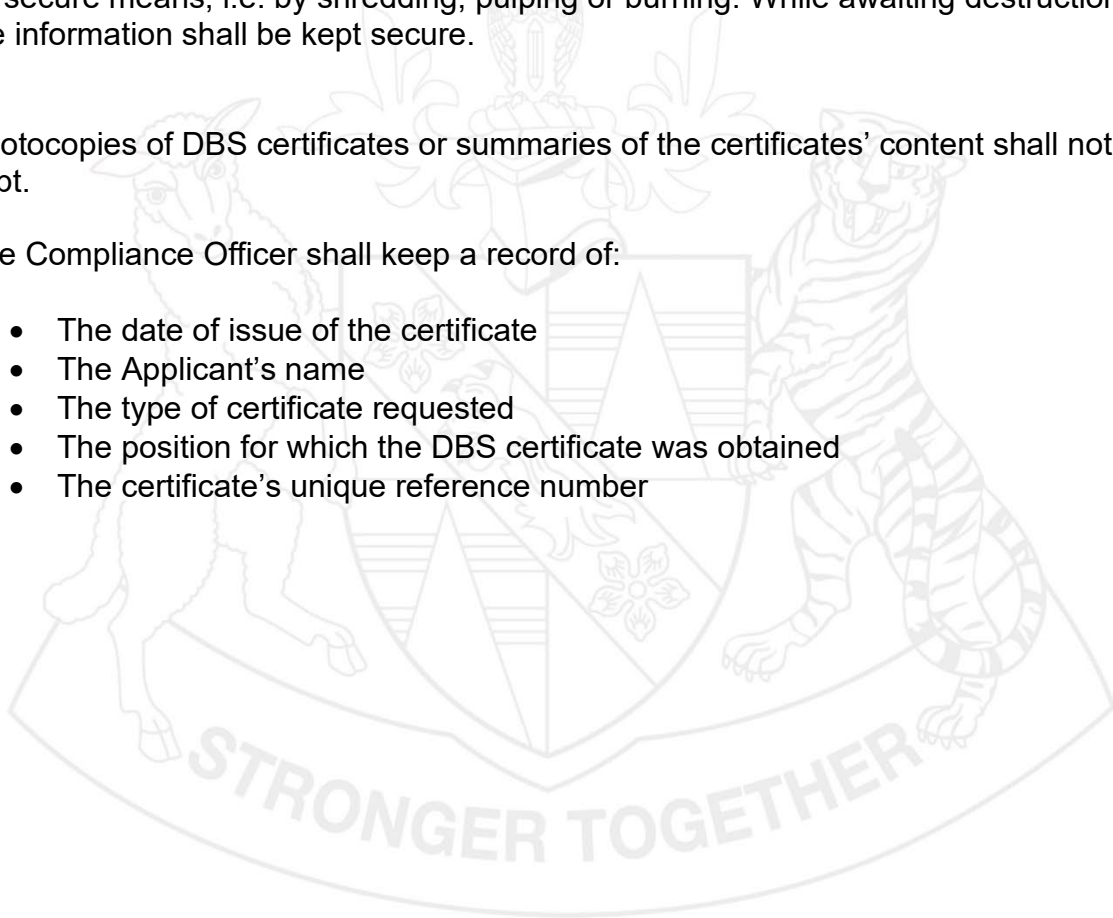 secure means, i.e. by shredding, pulping or burning. While awaiting destruction
e information shall be kept secure.
otocopies of DBS certificates or summaries of the certificates’ content shall not
pt.
e Compliance Officer shall keep a record of:
• The date of issue of the certificate
• The Applicant’s name
• The type of certificate requested
• The position for which the DBS certificate was obtained
• The certificate’s unique reference number
STRONGER TOGETHER